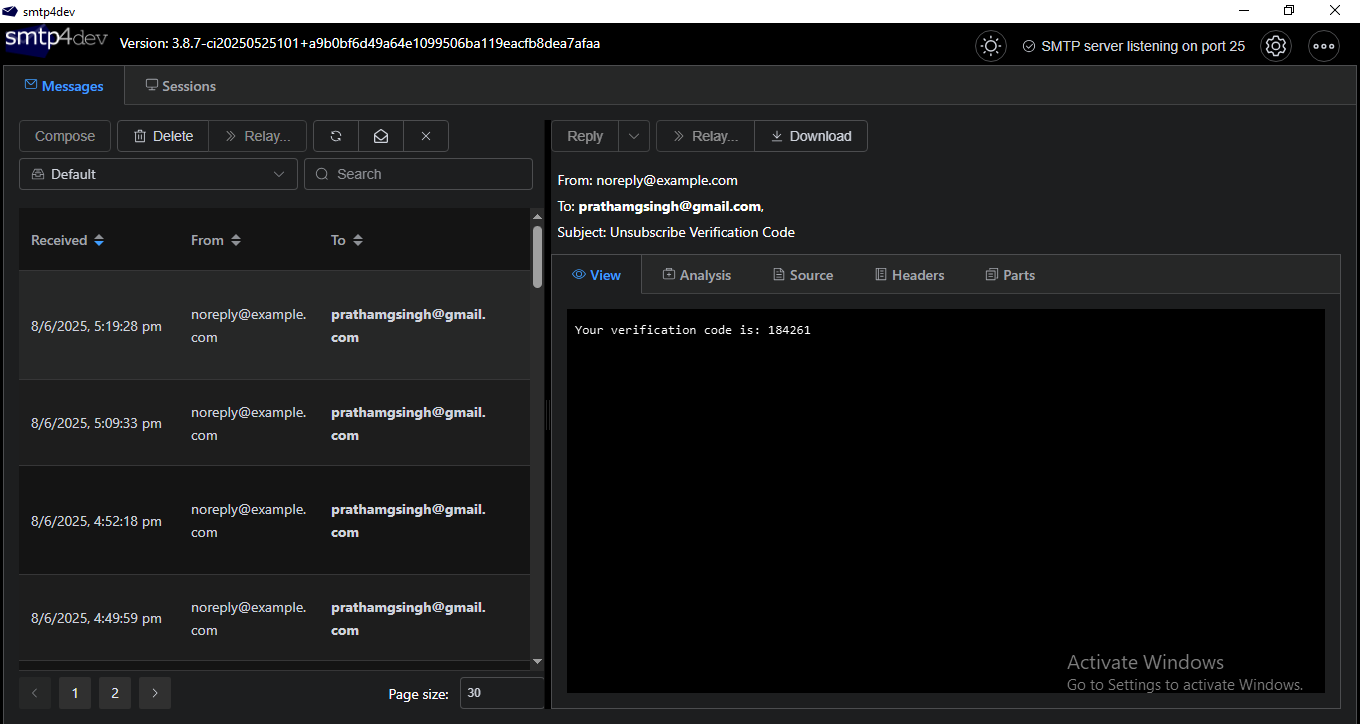 smtp4dev
smtp4dev Version: 3.8.7-ci20250525101+a9b0bf6d49a64e1099506ba119eacfb8dea7afaa SMTP server listening on port 25
Messages Sessions
Compose Delete Relay...
Default Search
Received From To
8/6/2025, 5:19:28 pm noreply@example.com prathamgsingh@gmail.com
8/6/2025, 5:09:33 pm noreply@example.com prathamgsingh@gmail.com
8/6/2025, 4:52:18 pm noreply@example.com prathamgsingh@gmail.com
8/6/2025, 4:49:59 pm noreply@example.com prathamgsingh@gmail.com
1 2 Page size: 30
Reply Relay... Download
From: noreply@example.com
To: prathamgsingh@gmail.com,
Subject: Unsubscribe Verification Code
View Analysis Source Headers Parts
Your verification code is: 184261
Activate Windows
Go to Settings to activate Windows.